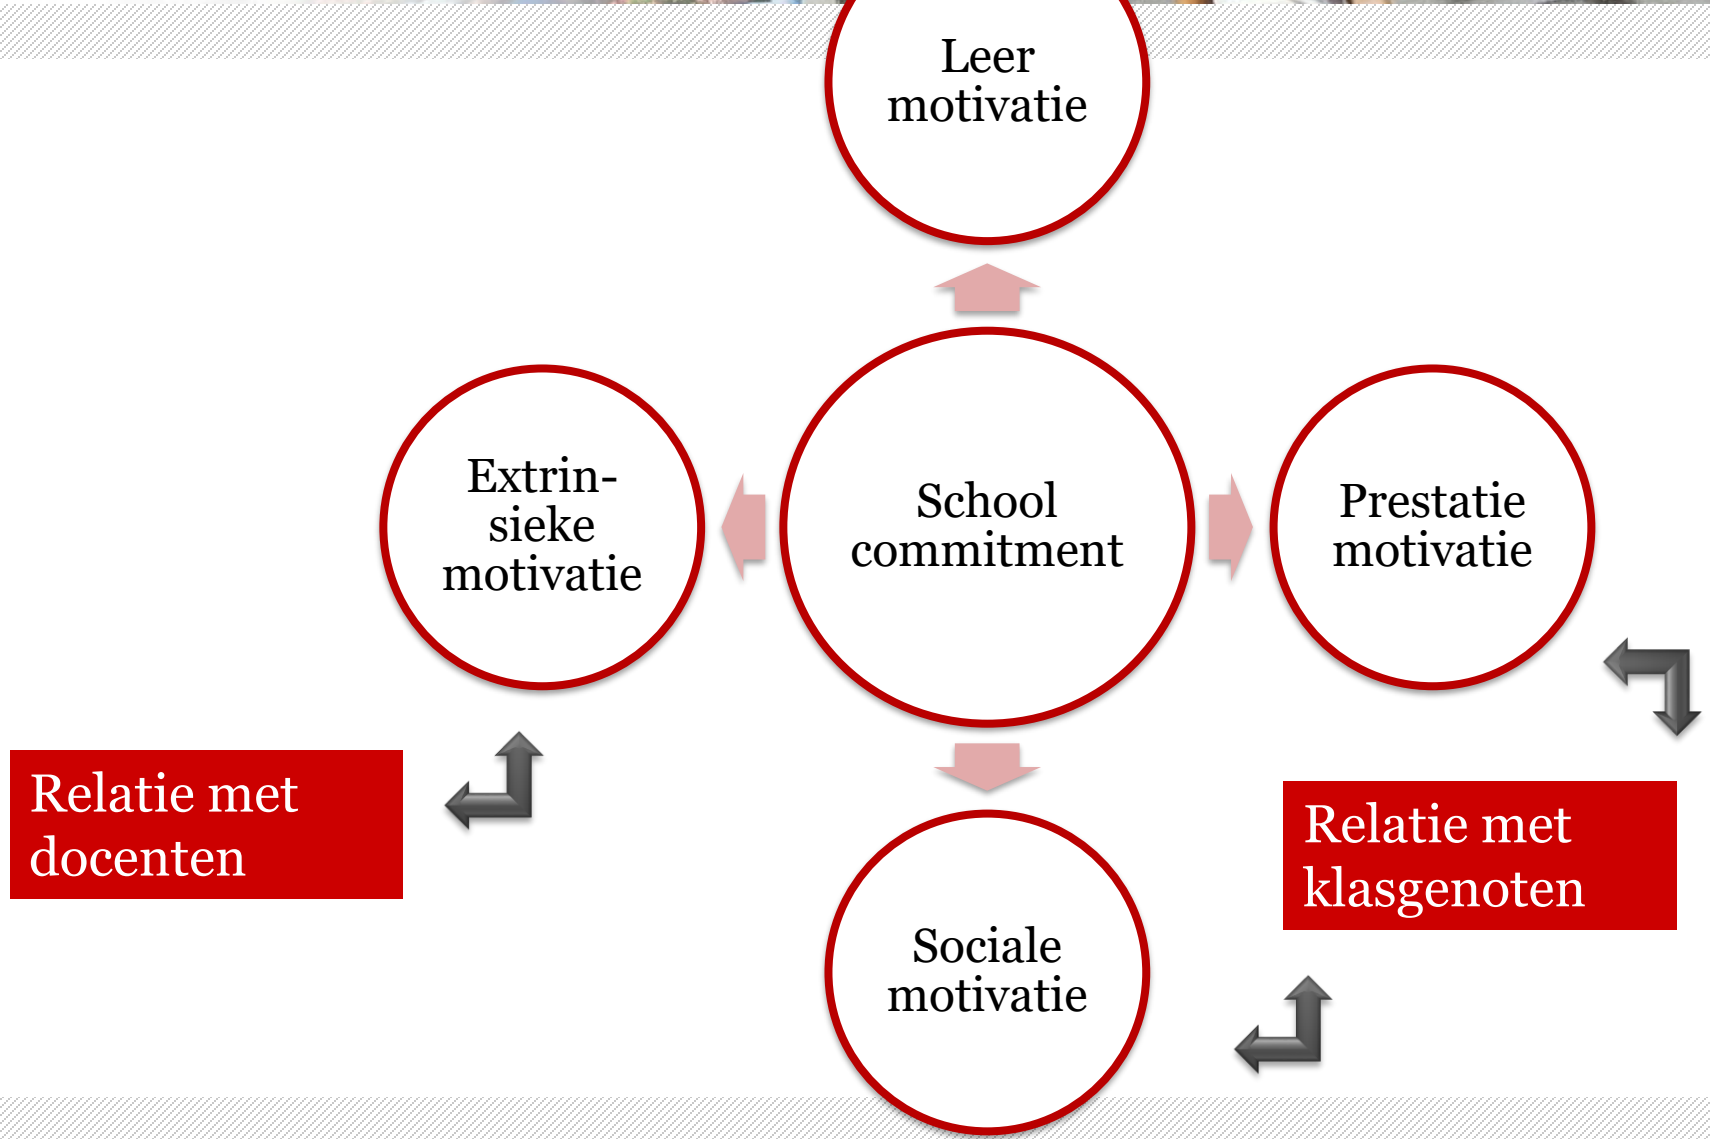 Leer
motivatie
Extrin-
sieke
motivatie
School
commitment
Prestatie
motivatie
Relatie met
docenten
Relatie met
klasgenoten
Sociale
motivatie